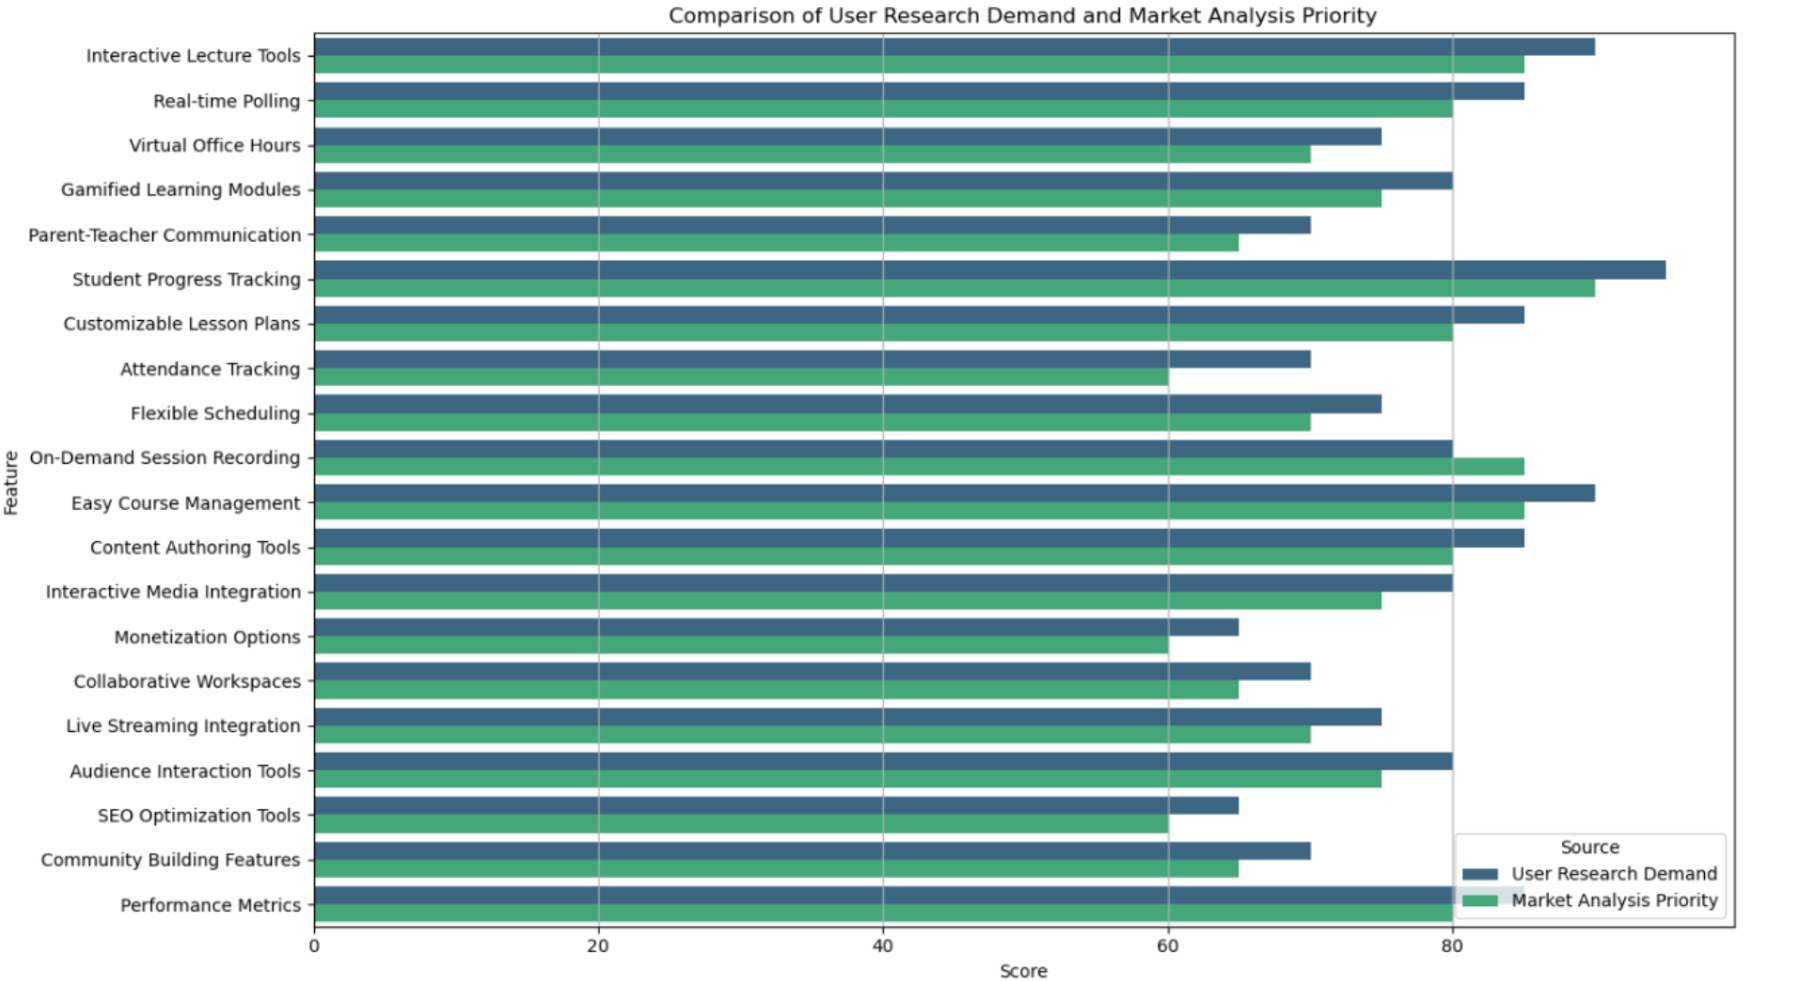 Comparison of User Research Demand and Market Analysis Priority
Interactive Lecture Tools
Real-time Polling
Virtual Office Hours
Gamified Learning Modules
Parent-Teacher Communication
Student Progress Tracking
Customizable Lesson Plans
Attendance Tracking
Flexible Scheduling
On-Demand Session Recording
Easy Course Management
Content Authoring Tools
Interactive Media Integration
Monetization Options
Collaborative Workspaces
Live Streaming Integration
Audience Interaction Tools
SEO Optimization Tools
Community Building Features
Performance Metrics
Feature
Source
User Research Demand
Market Analysis Priority
0 20 40 60 80
Score